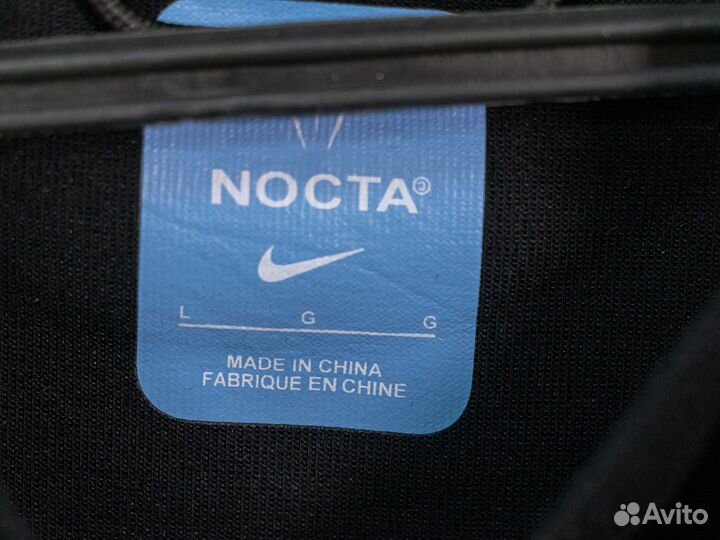 NOCTA©
L G G
MADE IN CHINA
FABRIQUE EN CHINE
Avito